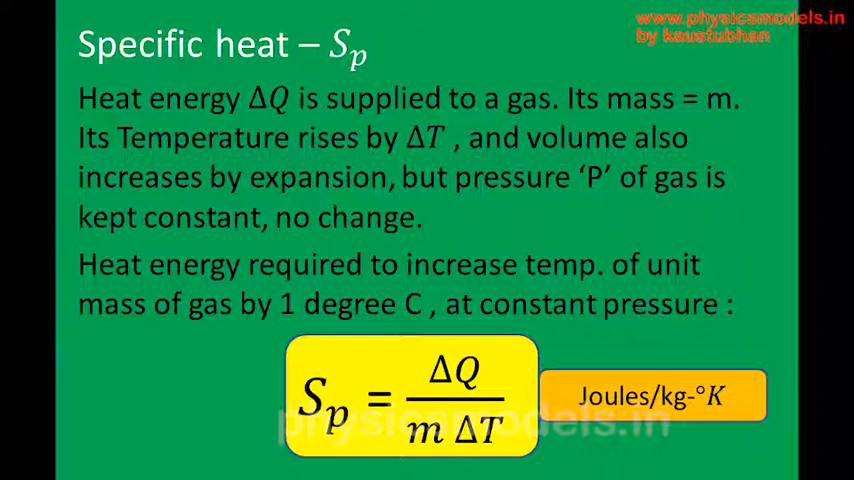 www.physicsmodels.in
by kaustubhan
Specific heat – Sₚ
Heat energy ΔQ is supplied to a gas. Its mass = m.
Its Temperature rises by ΔT , and volume also
increases by expansion, but pressure ‘P’ of gas is
kept constant, no change.
Heat energy required to increase temp. of unit
mass of gas by 1 degree C , at constant pressure :
Sₚ = ΔQ / m ΔT
Joules/kg-°K
physicsmodels.in